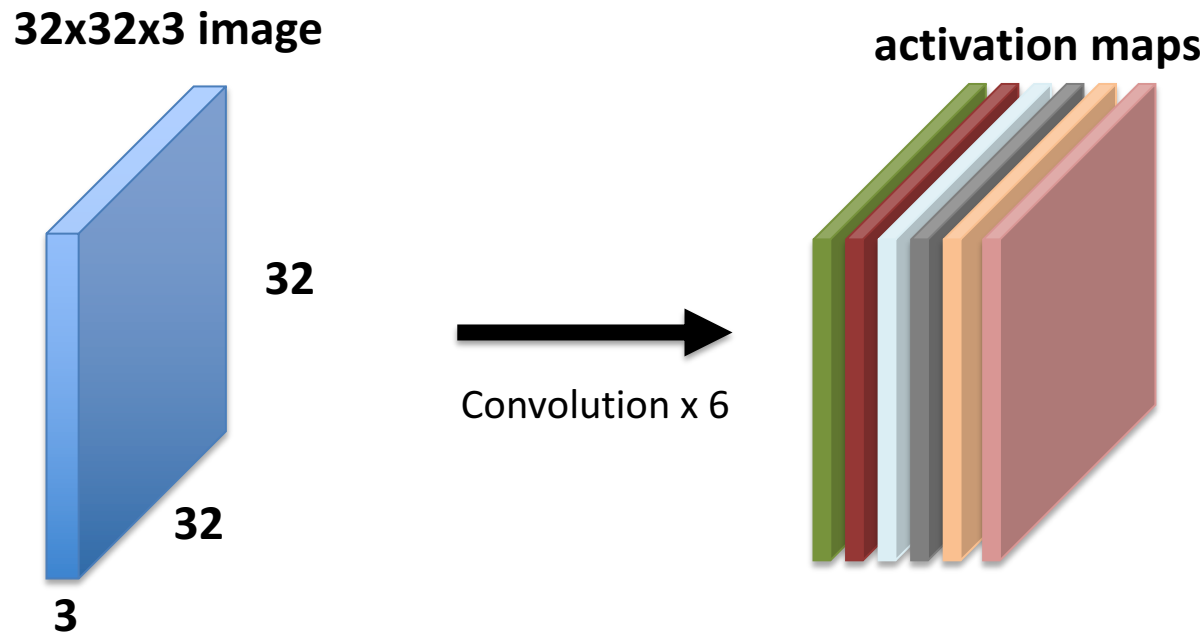 32x32x3 image
activation maps
32
Convolution x 6
32
3